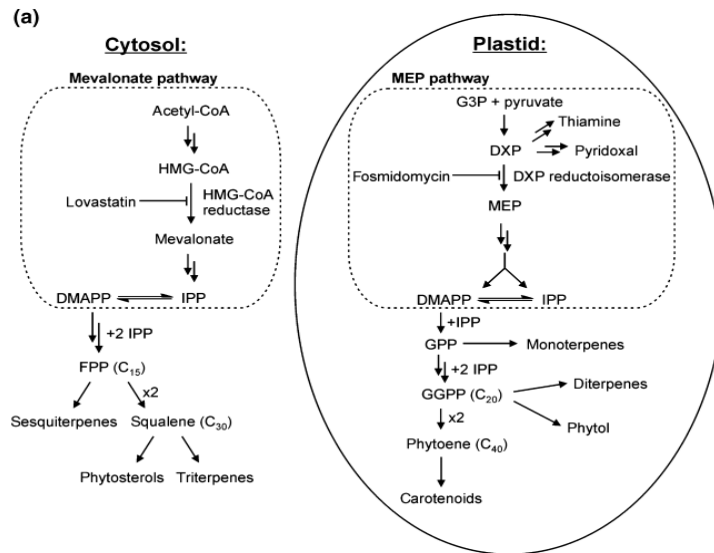 (a)
Cytosol:
Mevalonate pathway
Acetyl-CoA
HMG-CoA
Lovastatin
HMG-CoA
reductase
Mevalonate
DMAPP
IPP
+2 IPP
FPP (C15)
x2
Sesquiterpenes
Squalene (C30)
Phytosterols
Triterpenes
Plastid:
MEP pathway
G3P + pyruvate
Thiamine
DXP
Pyridoxal
Fosmidomycin
DXP reductoisomerase
MEP
DMAPP
IPP
+IPP
GPP
Monoterpenes
+2 IPP
GGPP (C20)
Diterpenes
x2
Phytol
Phytoene (C40)
Carotenoids